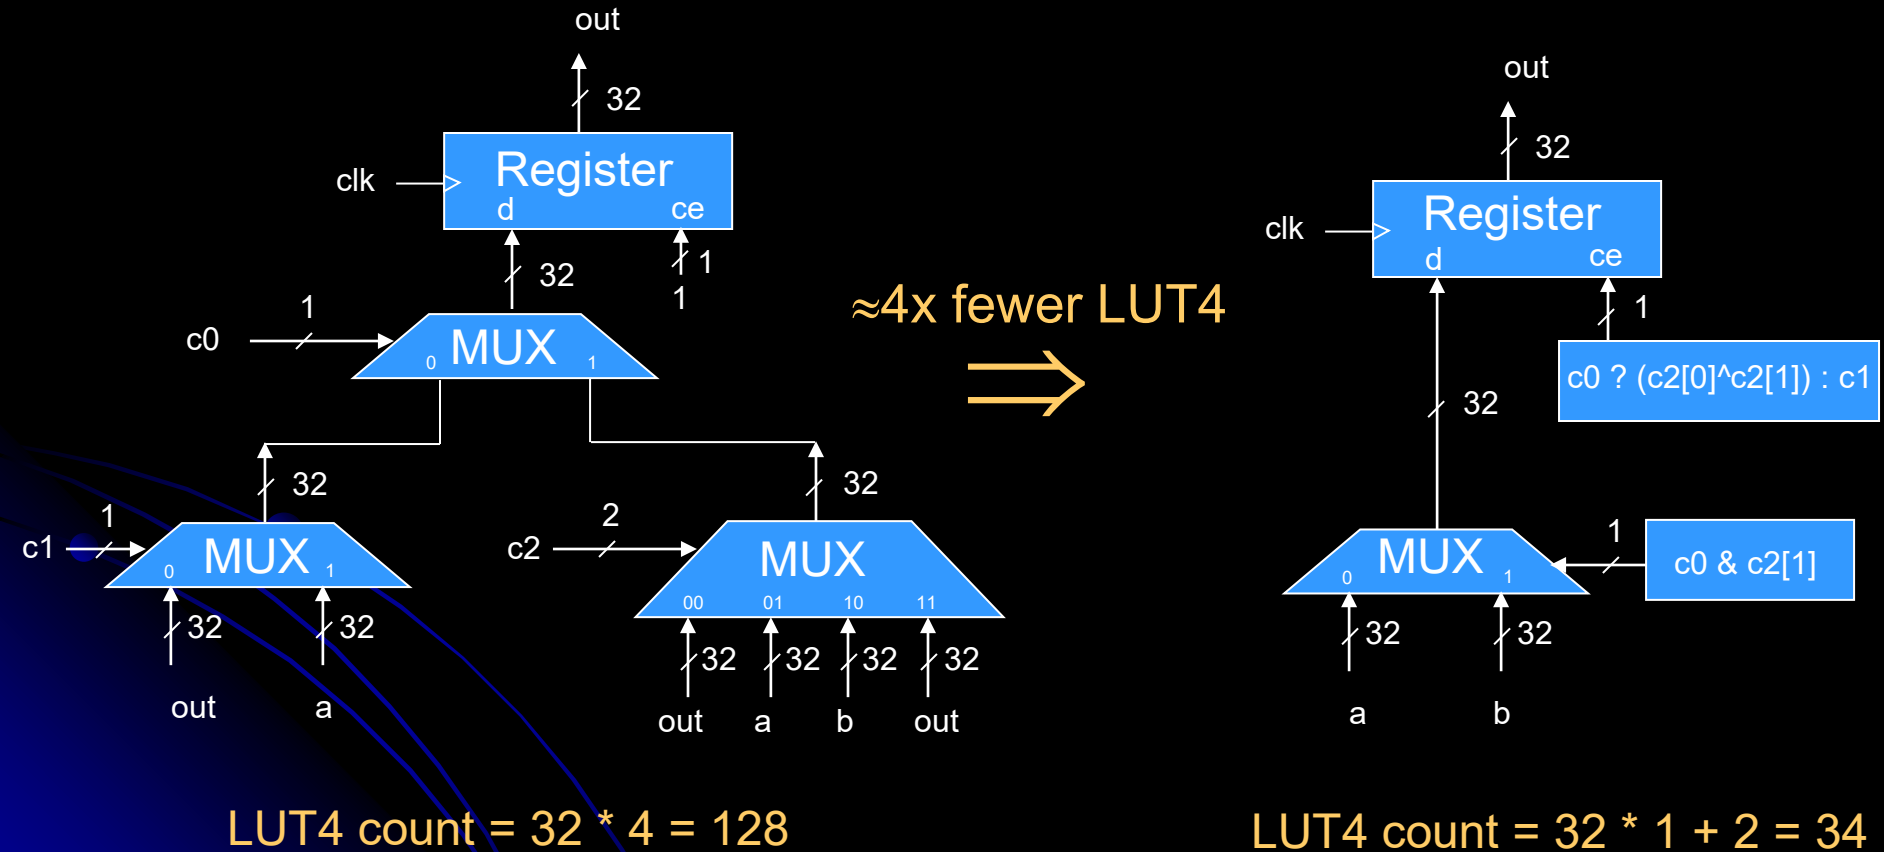 out
32
Register
clk
d
ce
32
1
1
c0
1
MUX
0
1
32
32
c1
1
MUX
0
1
c2
2
MUX
00
01
10
11
32
32
32
32
32
32
out
a
out
a
b
out
LUT4 count = 32 * 4 = 128
≈4x fewer LUT4
⇒
out
32
Register
clk
d
ce
1
c0 ? (c2[0]^c2[1]) : c1
32
MUX
0
1
1
c0 & c2[1]
32
32
a
b
LUT4 count = 32 * 1 + 2 = 34